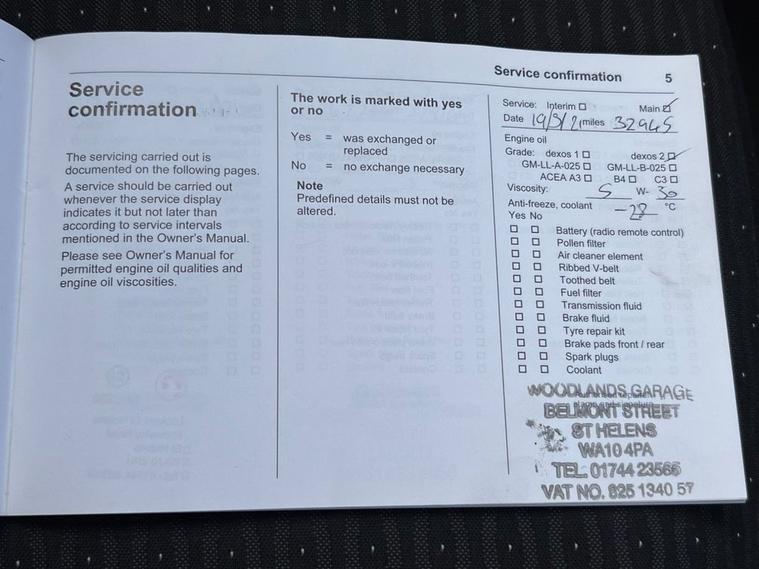 Service confirmation 5
Service
confirmation
The servicing carried out is
documented on the following pages.
A service should be carried out
whenever the service display
indicates it but not later than
according to service intervals
mentioned in the Owner's Manual.
Please see Owner's Manual for
permitted engine oil qualities and
engine oil viscosities.
The work is marked with yes
or no
Yes = was exchanged or
replaced
No = no exchange necessary
Note
Predefined details must not be
altered.
Service: Interim ☐ Main ☑
Date 19/3/21 miles 32945
Engine oil
Grade: dexos 1 ☐ dexos 2 ☑
GM-LL-A-025 ☐ GM-LL-B-025 ☐
ACEA A3 ☐ B4 ☐ C3 ☐
Viscosity: 5 W- 30
Anti-freeze, coolant -28 °C
Yes No
☐ ☐ Battery (radio remote control)
☐ ☐ Pollen filter
☐ ☐ Air cleaner element
☐ ☐ Ribbed V-belt
☐ ☐ Toothed belt
☐ ☐ Fuel filter
☐ ☐ Transmission fluid
☐ ☐ Brake fluid
☐ ☐ Tyre repair kit
☐ ☐ Brake pads front / rear
☐ ☐ Spark plugs
☐ ☐ Coolant
WOODLANDS GARAGE
BELMONT STREET
ST HELENS
WA10 4PA
TEL. 01744 23566
VAT NO. 825 1340 57